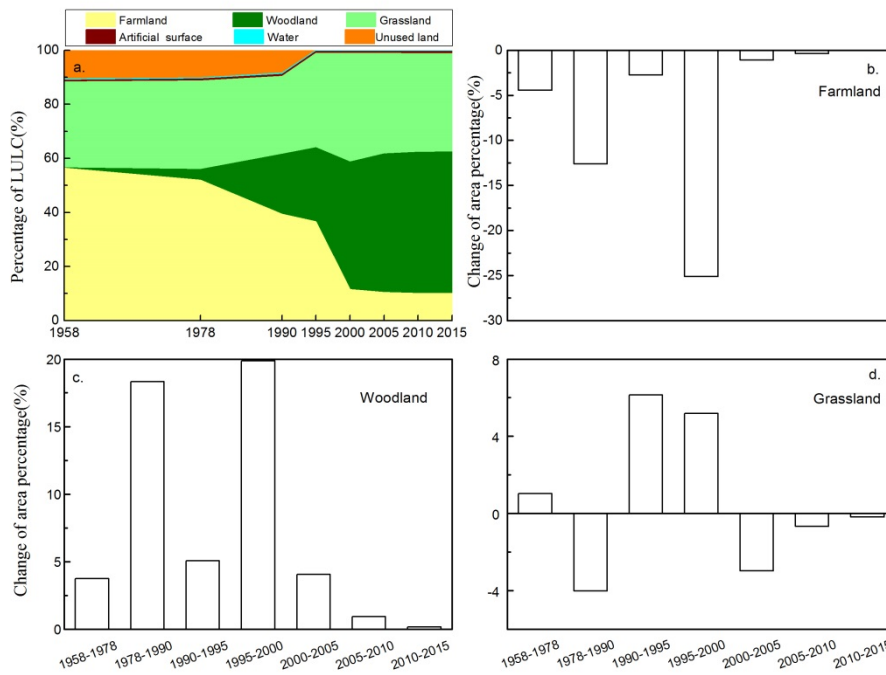 Farmland Woodland Grassland
Artificial surface Water Unused land
a.
Percentage of LULC(%)
100
80
60
40
20
0
1958 1978 1990 1995 2000 2005 2010 2015
b.
Farmland
Change of area percentage(%)
0
-5
-10
-15
-20
-25
-30
c.
Woodland
Change of area percentage(%)
20
15
10
5
0
1958-1978 1978-1990 1990-1995 1995-2000 2000-2005 2005-2010 2010-2015
d.
Grassland
8
4
0
-4
1958-1978 1978-1990 1990-1995 1995-2000 2000-2005 2005-2010 2010-2015